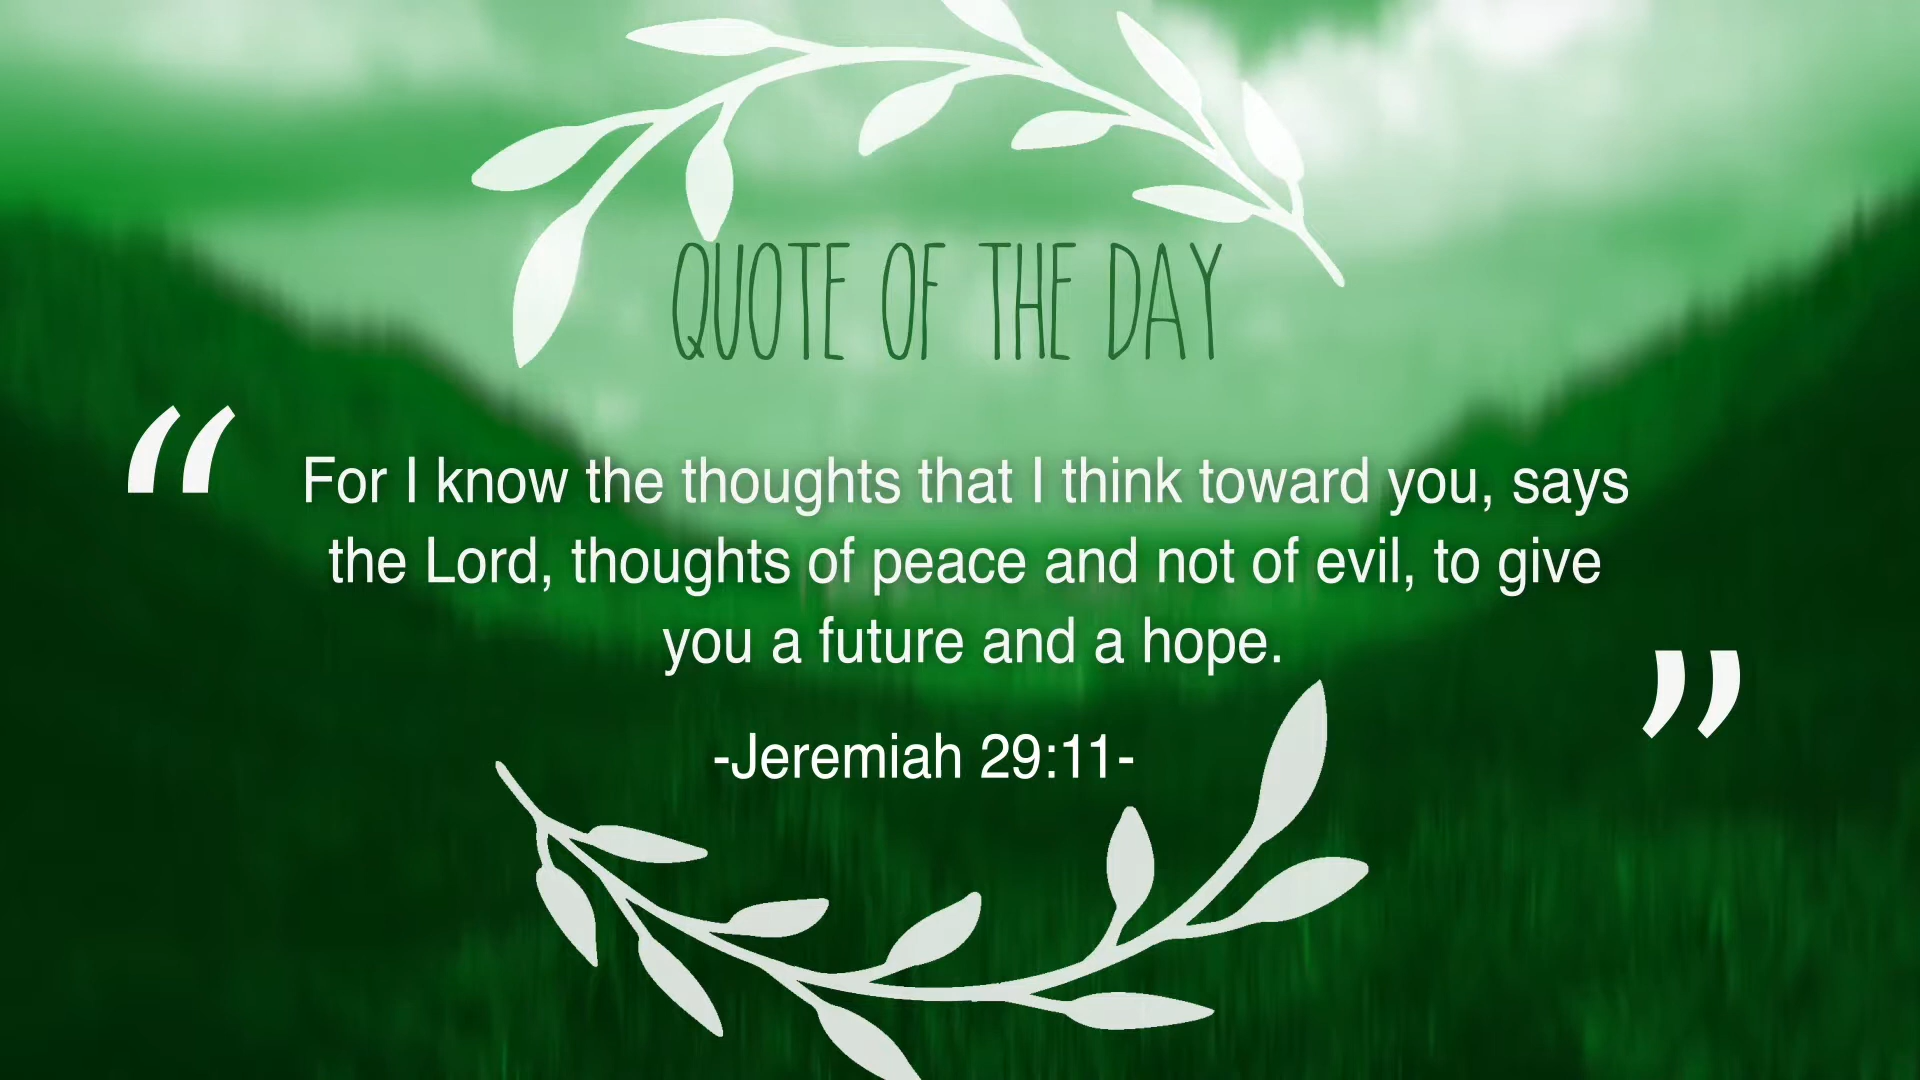 QUOTE OF THE DAY
“
For I know the thoughts that I think toward you, says
the Lord, thoughts of peace and not of evil, to give
you a future and a hope.
”
-Jeremiah 29:11-